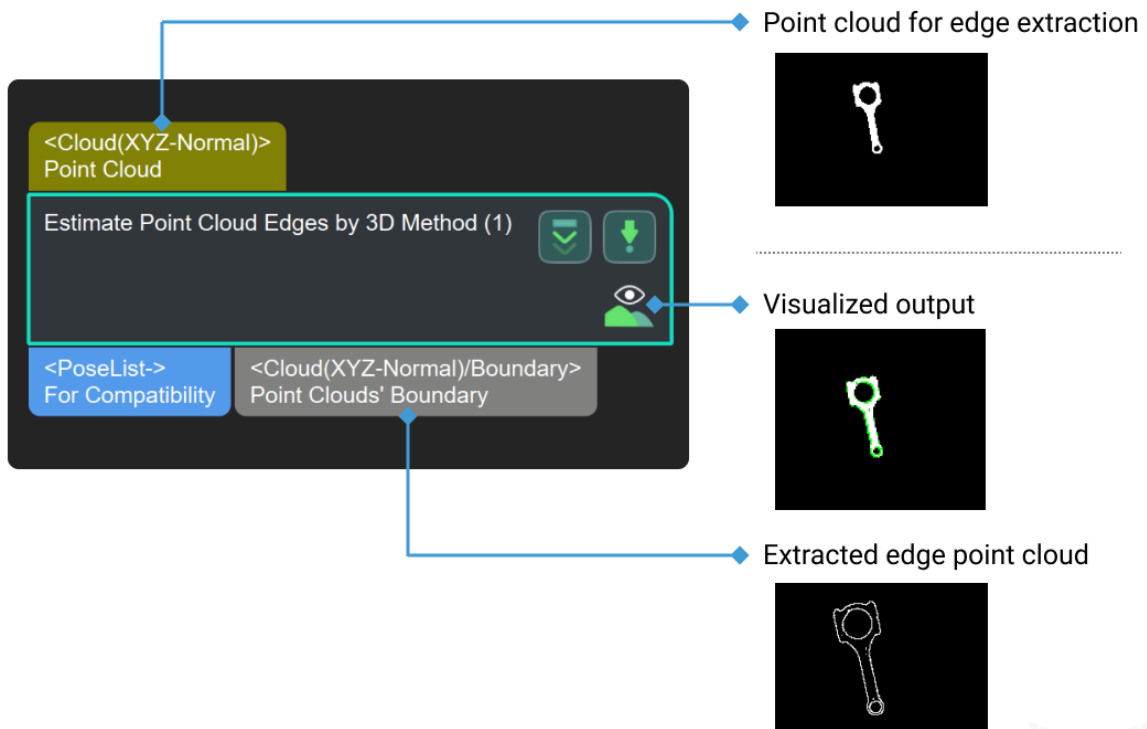 Point cloud for edge extraction
<Cloud(XYZ-Normal)>
Point Cloud
Estimate Point Cloud Edges by 3D Method (1)
Visualized output
<PoseList->
For Compatibility
<Cloud(XYZ-Normal)/Boundary>
Point Clouds' Boundary
Extracted edge point cloud